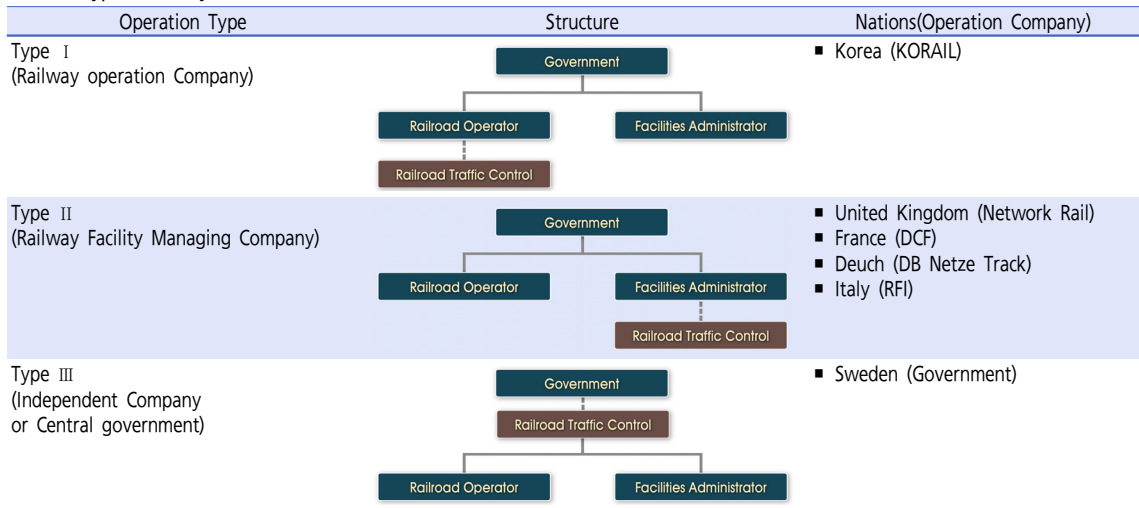 Operation Type Structure Nations(Operation Company)
Type Ⅰ
(Railway operation Company)
Government
Railroad Operator Facilities Administrator
Railroad Traffic Control
▪ Korea (KORAIL)
Type Ⅱ
(Railway Facility Managing Company)
Government
Railroad Operator Facilities Administrator
Railroad Traffic Control
▪ United Kingdom (Network Rail)
▪ France (DCF)
▪ Deuch (DB Netze Track)
▪ Italy (RFI)
Type Ⅲ
(Independent Company
or Central government)
Government
Railroad Traffic Control
Railroad Operator Facilities Administrator
▪ Sweden (Government)